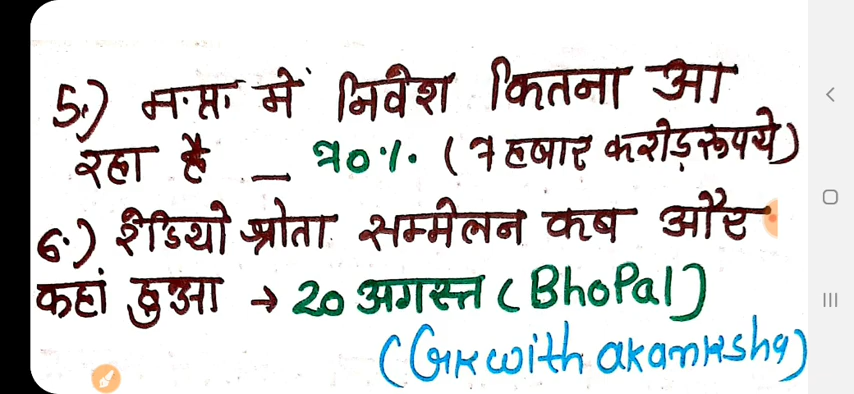 5.) म.प्र. में निवेश कितना आ
रहा है _ 70%. (7 हजार करोड़ रूपये)
6.) रेडियो श्रोता सम्मेलन कब और
कहां हुआ → 20 अगस्त (BhoPal)
(Gk with akanksha)